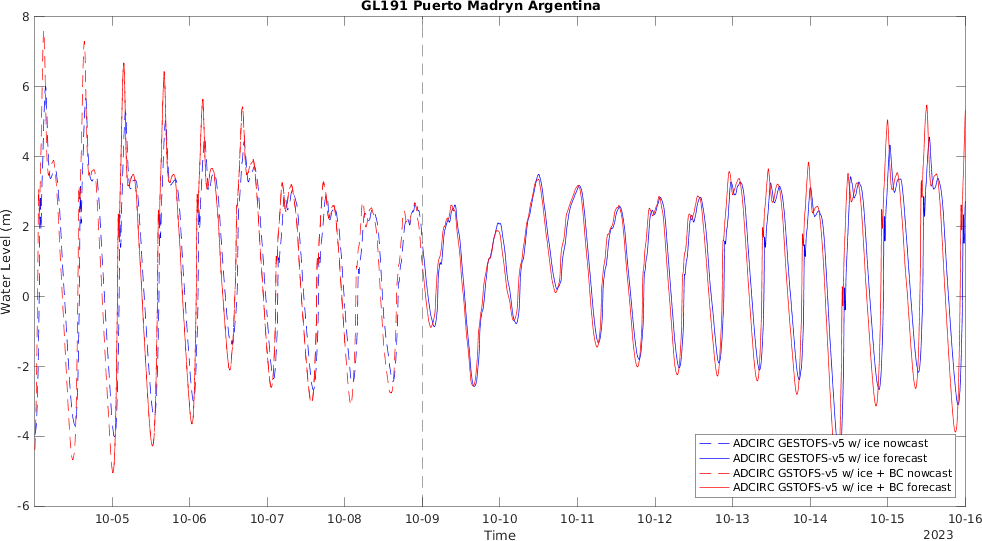 GL191 Puerto Madryn Argentina
8
6
4
2
0
-2
-4
-6
Water Level (m)
10-05 10-06 10-07 10-08 10-09 10-10 10-11 10-12 10-13 10-14 10-15 10-16
Time
2023
ADCIRC GESTOFS-v5 w/ ice nowcast
ADCIRC GESTOFS-v5 w/ ice forecast
ADCIRC GSTOFS-v5 w/ ice + BC nowcast
ADCIRC GSTOFS-v5 w/ ice + BC forecast